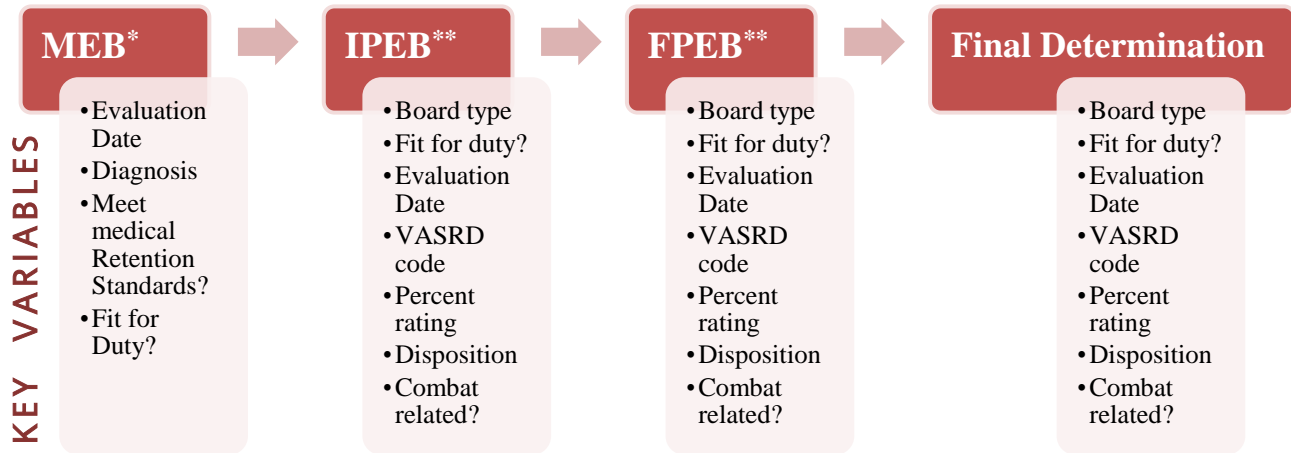 KEY VARIABLES
MEB*
•Evaluation
Date
•Diagnosis
•Meet
medical
Retention
Standards?
•Fit for
Duty?
IPEB**
•Board type
•Fit for duty?
•Evaluation
Date
•VASRD
code
•Percent
rating
•Disposition
•Combat
related?
FPEB**
•Board type
•Fit for duty?
•Evaluation
Date
•VASRD
code
•Percent
rating
•Disposition
•Combat
related?
Final Determination
•Board type
•Fit for duty?
•Evaluation
Date
•VASRD
code
•Percent
rating
•Disposition
•Combat
related?